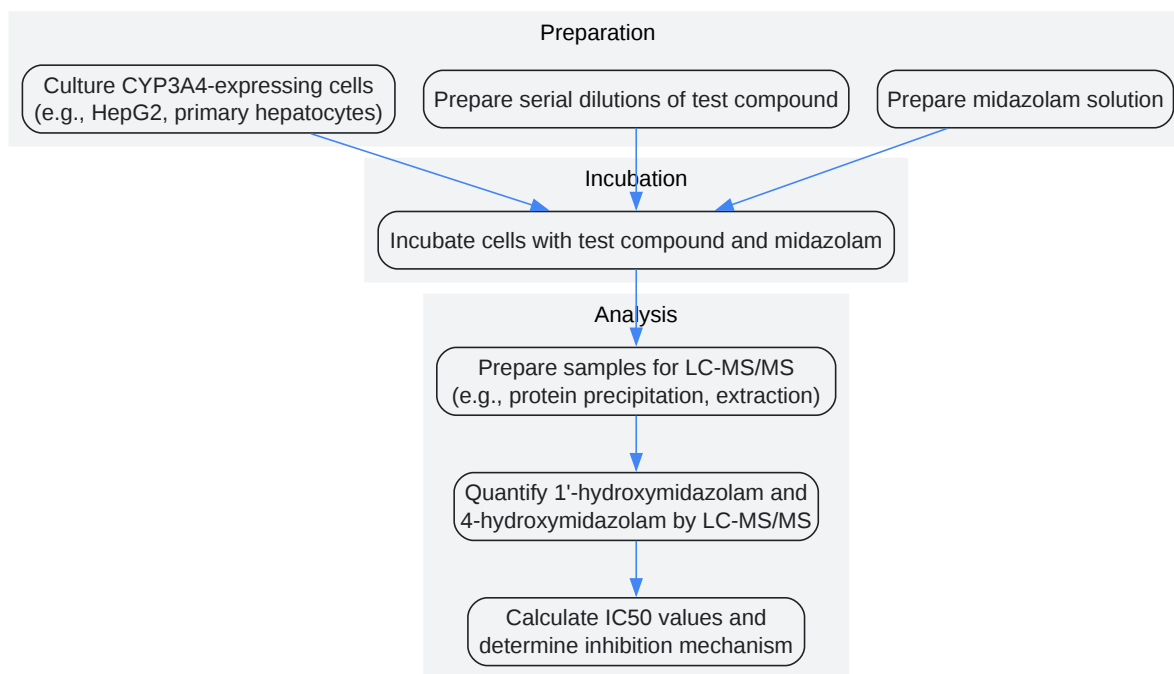 Preparation
Culture CYP3A4-expressing cells
(e.g., HepG2, primary hepatocytes)
Prepare serial dilutions of test compound
Prepare midazolam solution
Incubation
Incubate cells with test compound and midazolam
Analysis
Prepare samples for LC-MS/MS
(e.g., protein precipitation, extraction)
Quantify 1'-hydroxymidazolam and
4-hydroxymidazolam by LC-MS/MS
Calculate IC50 values and
determine inhibition mechanism